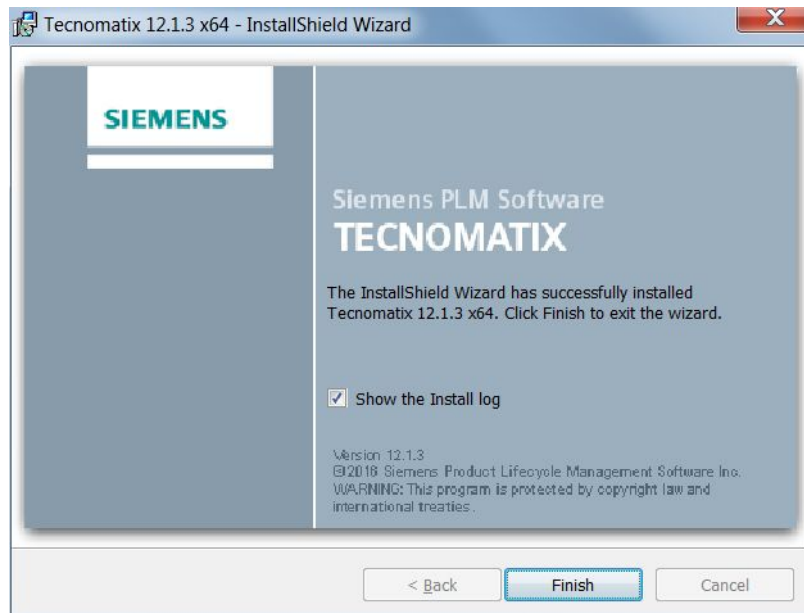 Tecnomatix 12.1.3 x64 - InstallShield Wizard
SIEMENS
Siemens PLM Software
TECNOMATIX
The InstallShield Wizard has successfully installed
Tecnomatix 12.1.3 x64. Click Finish to exit the wizard.
Show the Install log
Version 12.1.3
©2016 Siemens Product Lifecycle Management Software Inc.
WARNING: This program is protected by copyright law and
international treaties.
< Back
Finish
Cancel